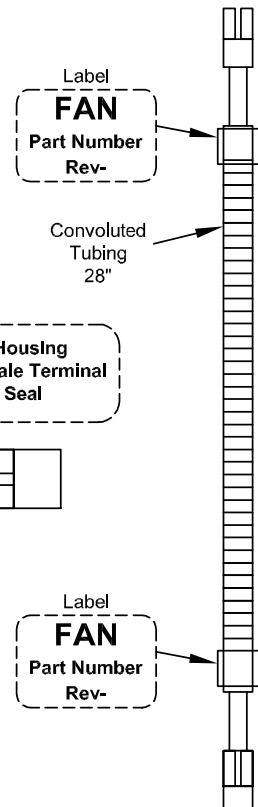 Label
FAN
Part Number
Rev-
Convoluted
Tubing
28"
Housing
Terminal
Seal
Label
FAN
Part Number
Rev-